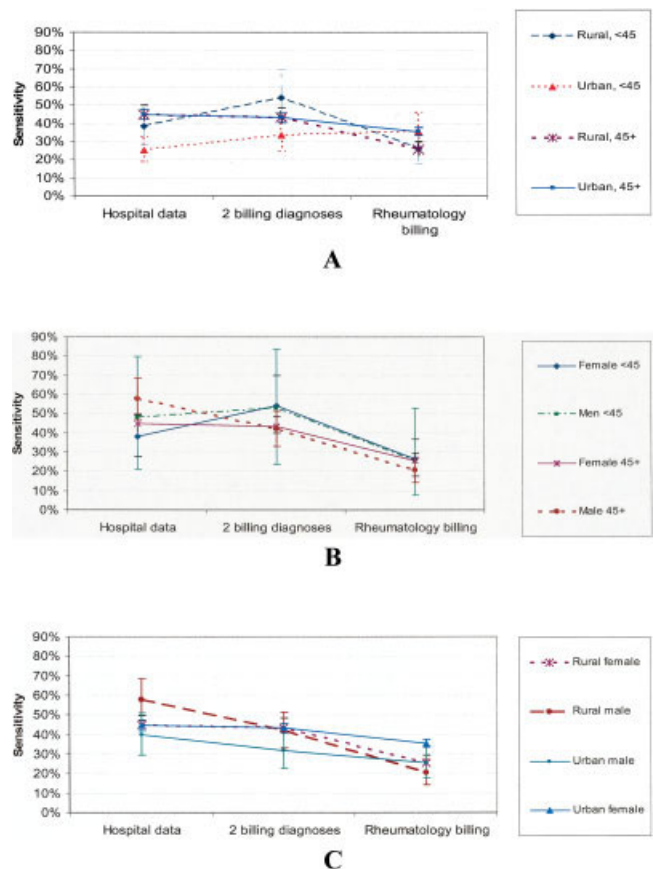 90%
80%
70%
60%
50%
40%
30%
20%
10%
0%
Sensitivity
Hospital data
2 billing diagnoses
Rheumatology billing
Rural, <45
Urban, <45
Rural, 45+
Urban, 45+
A
90%
80%
70%
60%
50%
40%
30%
20%
10%
0%
Sensitivity
Hospital data
2 billing diagnoses
Rheumatology billing
Female <45
Men <45
Female 45+
Male 45+
B
90%
80%
70%
60%
50%
40%
30%
20%
10%
0%
Sensitivity
Hospital data
2 billing diagnoses
Rheumatology billing
Rural female
Rural male
Urban male
Urban female
C